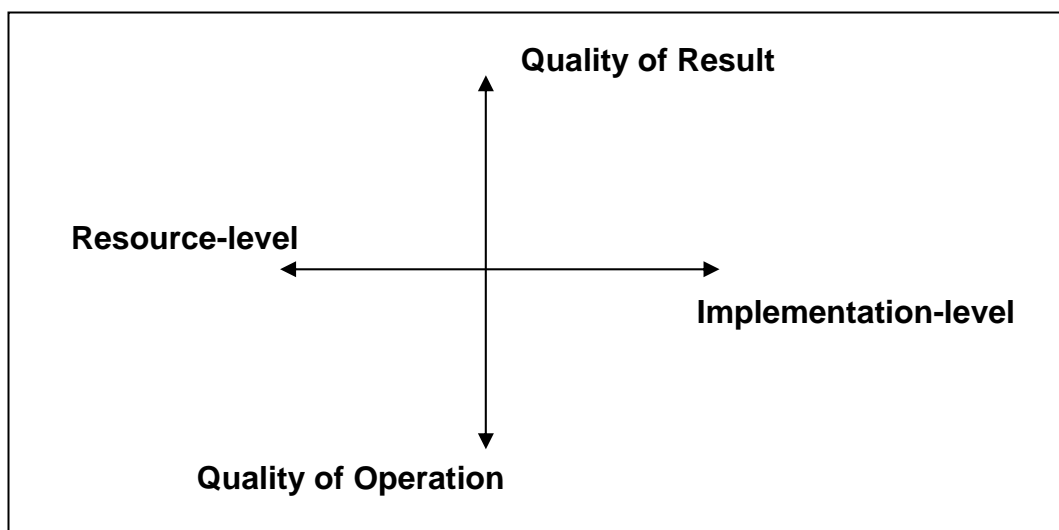 Quality of Result
Resource-level
Implementation-level
Quality of Operation